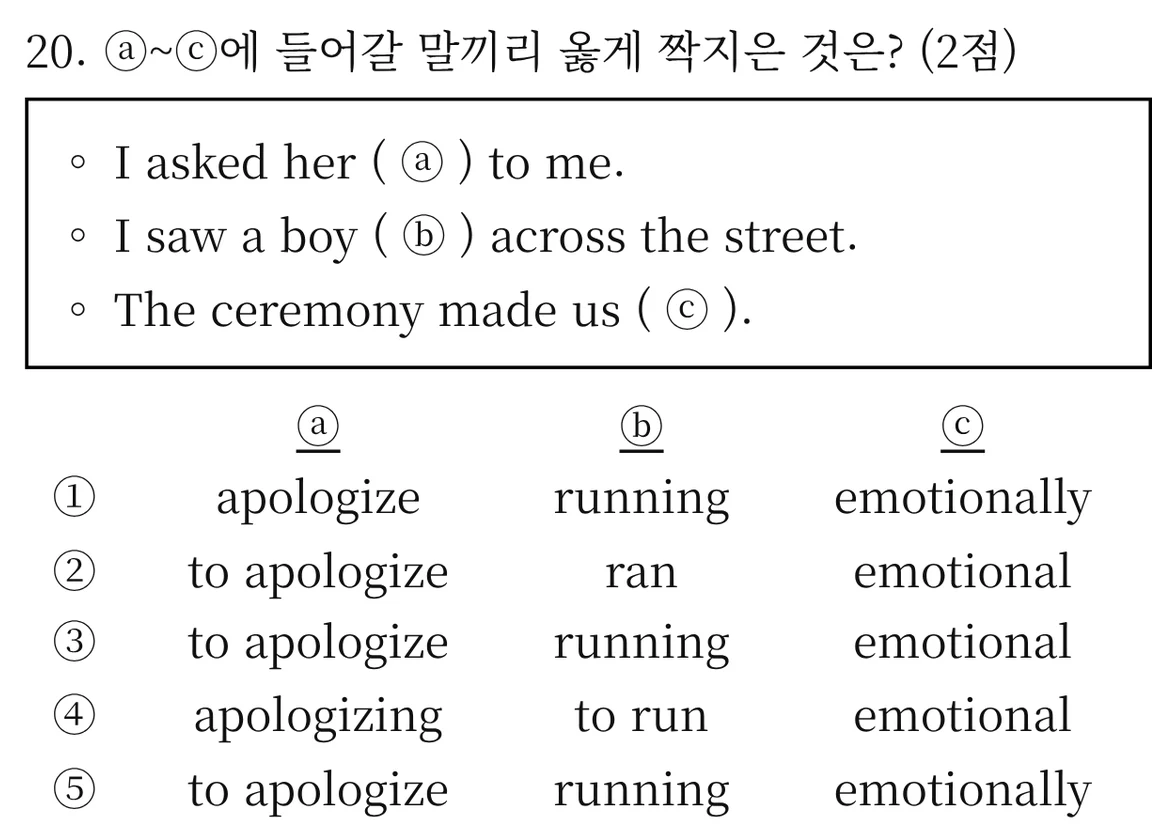 20. ⓐ~ⓒ에 들어갈 말끼리 옳게 짝지은 것은? (2점)
◦ I asked her ( ⓐ ) to me.
◦ I saw a boy ( ⓑ ) across the street.
◦ The ceremony made us ( ⓒ ).
ⓐ ⓑ ⓒ
① apologize running emotionally
② to apologize ran emotional
③ to apologize running emotional
④ apologizing to run emotional
⑤ to apologize running emotionally